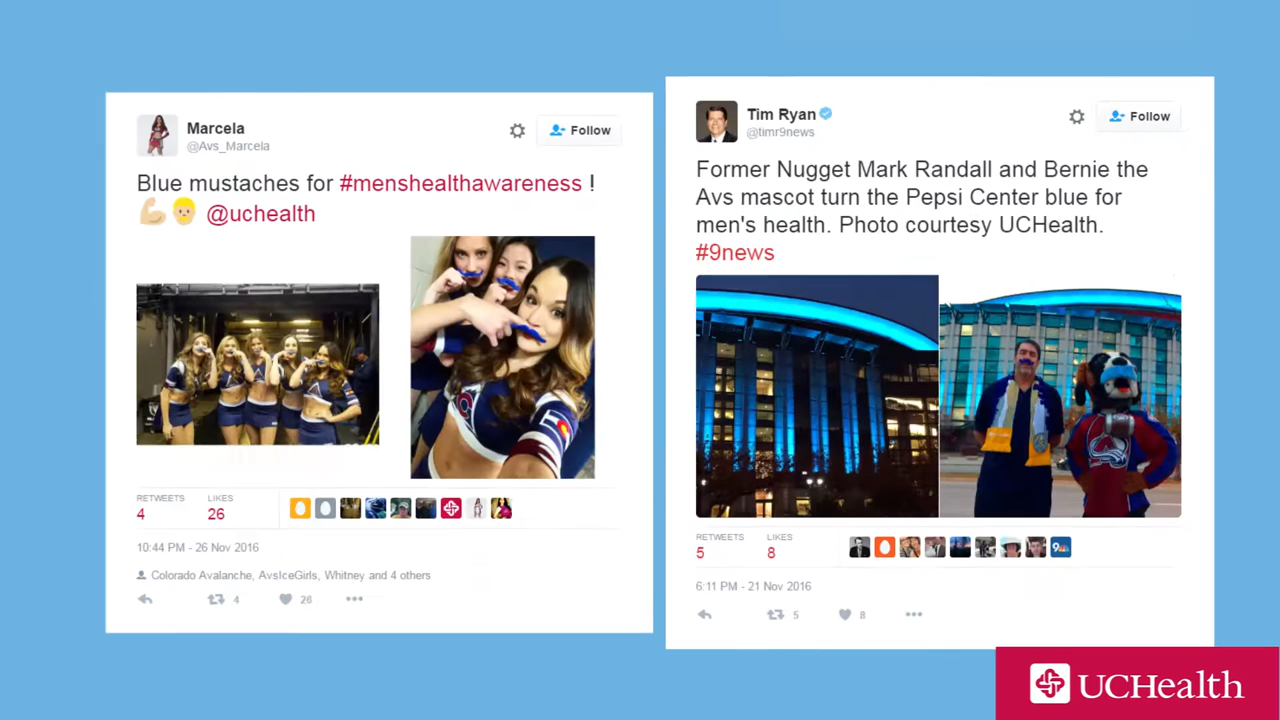 Marcela
@Avs_Marcela
Follow
Blue mustaches for #menshealthawareness !
@uchealth
RETWEETS
4
LIKES
26
10:44 PM - 26 Nov 2016
Colorado Avalanche, AvsIceGirls, Whitney and 4 others
4
26
Tim Ryan
@timr9news
Follow
Former Nugget Mark Randall and Bernie the
Avs mascot turn the Pepsi Center blue for
men's health. Photo courtesy UCHealth.
#9news
RETWEETS
5
LIKES
8
6:11 PM - 21 Nov 2016
5
8
UCHealth